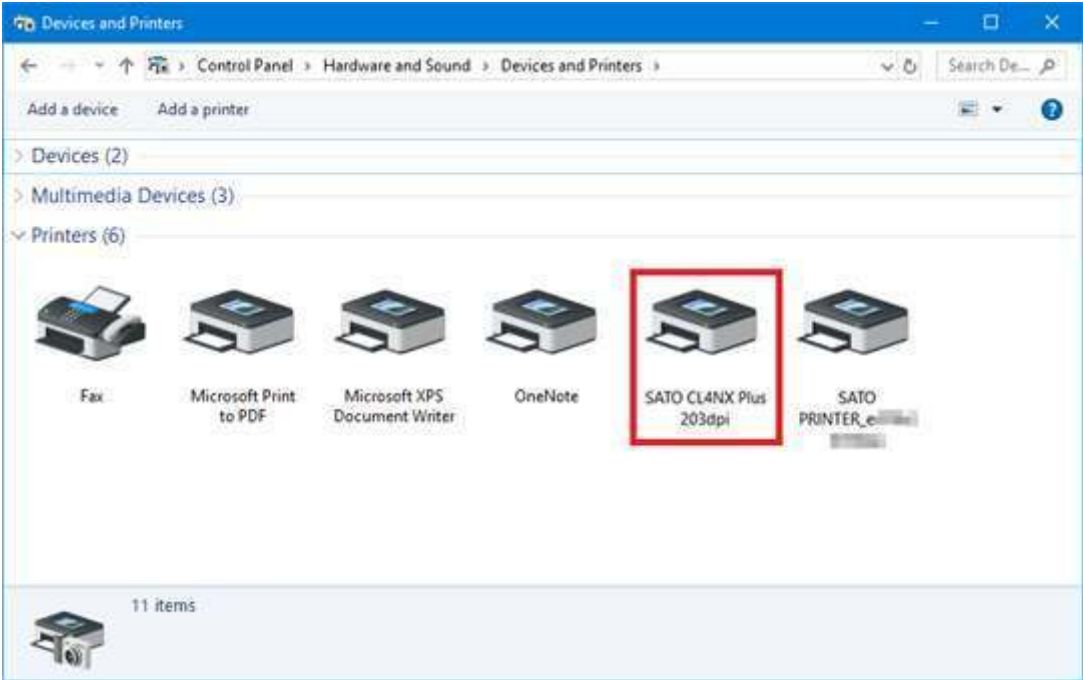 Devices and Printers
Control Panel > Hardware and Sound > Devices and Printers >
Search De...
Add a device Add a printer
Devices (2)
Multimedia Devices (3)
Printers (6)
Fax
Microsoft Print
to PDF
Microsoft XPS
Document Writer
OneNote
SATO CL4NX Plus
203dpi
SATO
PRINTER_e
11 items